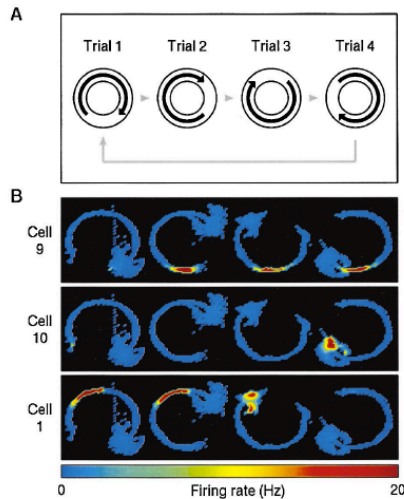 A
Trial 1 Trial 2 Trial 3 Trial 4
B
Cell
9
Cell
10
Cell
1
0 Firing rate (Hz) 20